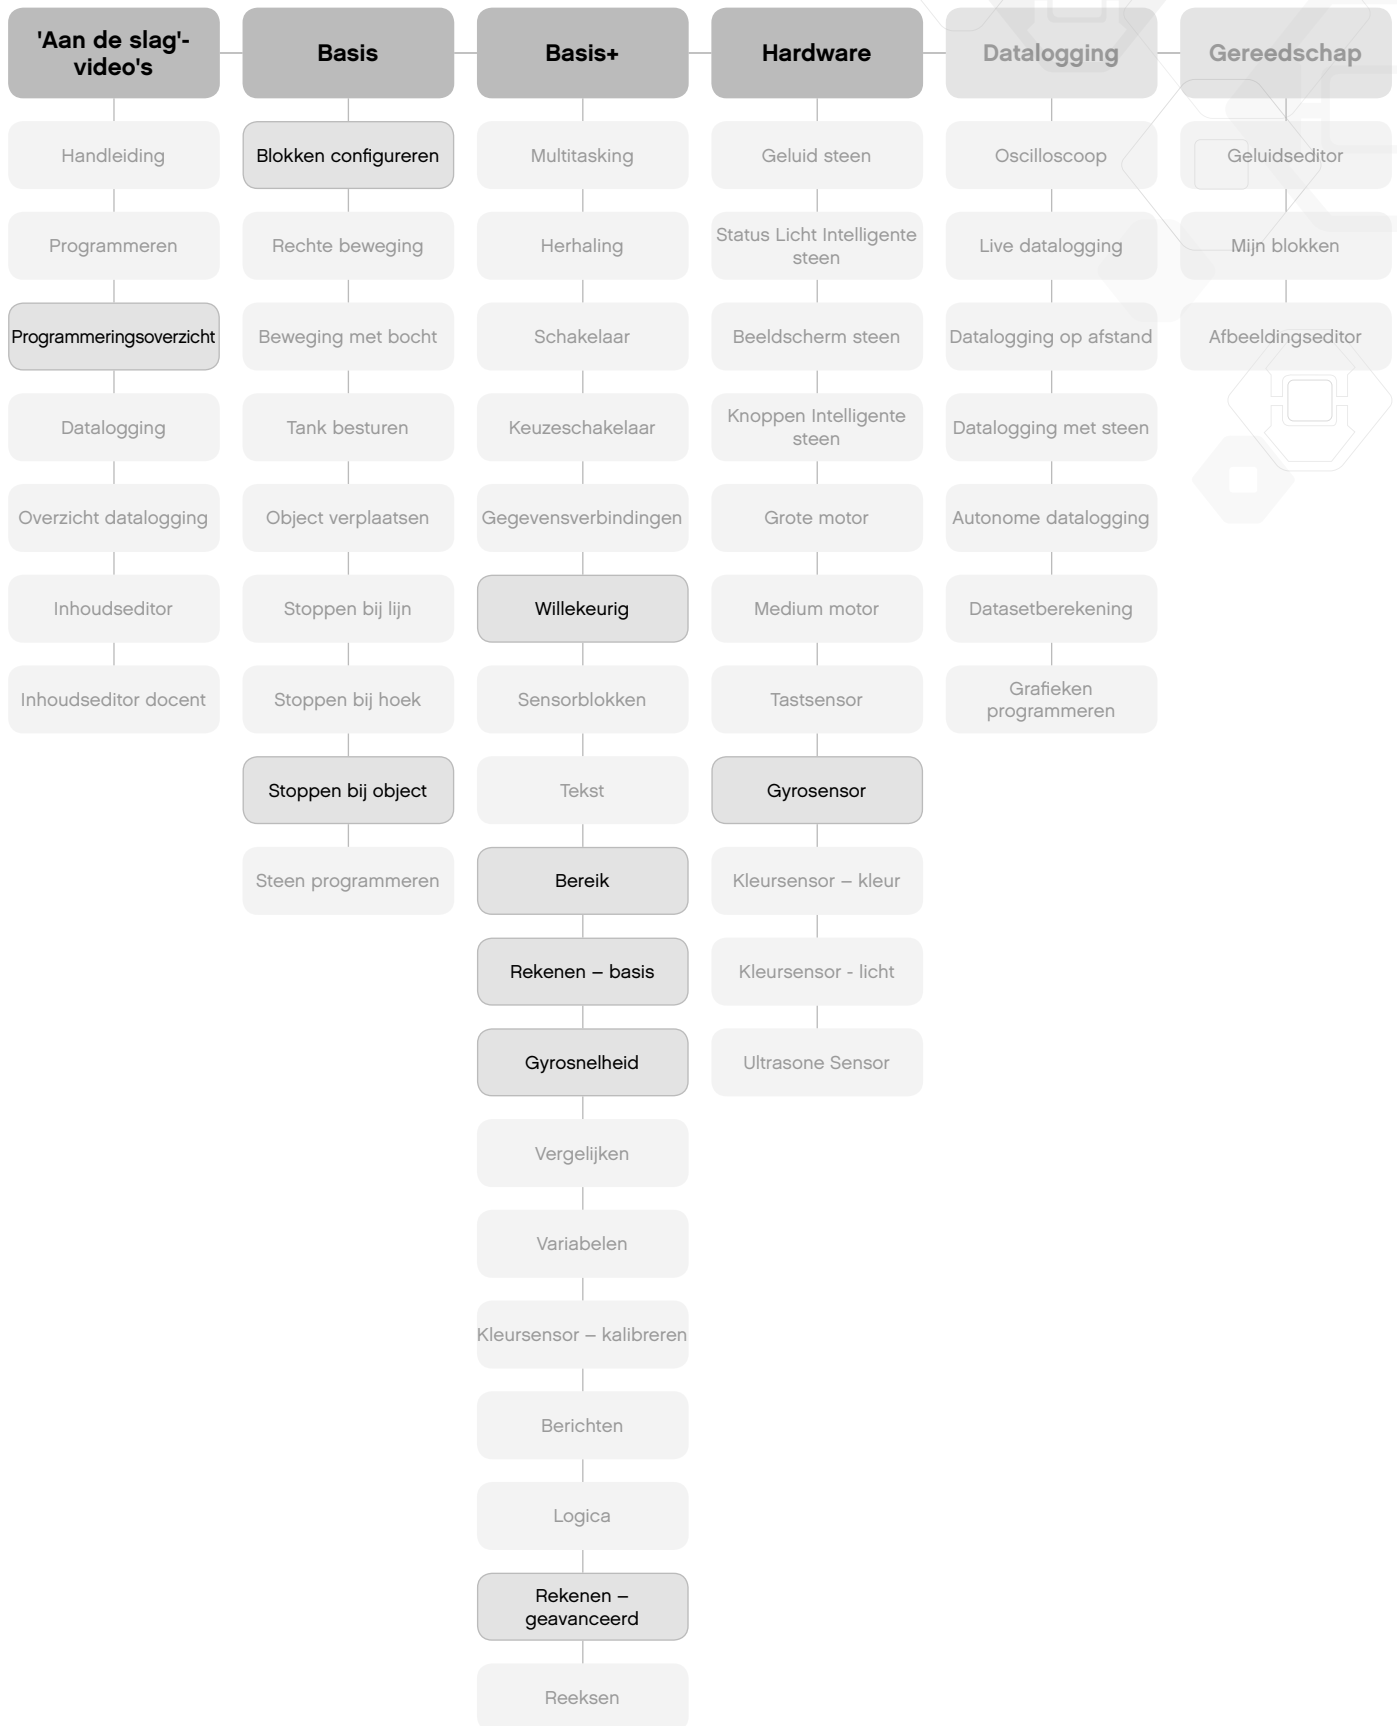 'Aan de slag'-
video's
Handleiding
Programmeren
Programmeringsoverzicht
Datalogging
Overzicht datalogging
Inhoudseditor
Inhoudseditor docent
Basis
Blokken configureren
Rechte beweging
Beweging met bocht
Tank besturen
Object verplaatsen
Stoppen bij lijn
Stoppen bij hoek
Stoppen bij object
Steen programmeren
Basis+
Multitasking
Herhaling
Schakelaar
Keuzeschakelaar
Gegevensverbindingen
Willekeurig
Sensorblokken
Tekst
Bereik
Rekenen – basis
Gyrosnelheid
Vergelijken
Variabelen
Kleursensor – kalibreren
Berichten
Logica
Rekenen –
geavanceerd
Reeksen
Hardware
Geluid steen
Status Licht Intelligente
steen
Beeldscherm steen
Knoppen Intelligente
steen
Grote motor
Medium motor
Tastsensor
Gyrosensor
Kleursensor – kleur
Kleursensor - licht
Ultrasone Sensor
Datalogging
Oscilloscoop
Live datalogging
Datalogging op afstand
Datalogging met steen
Autonome datalogging
Datasetberekening
Grafieken
programmeren
Gereedschap
Geluidseditor
Mijn blokken
Afbeeldingseditor